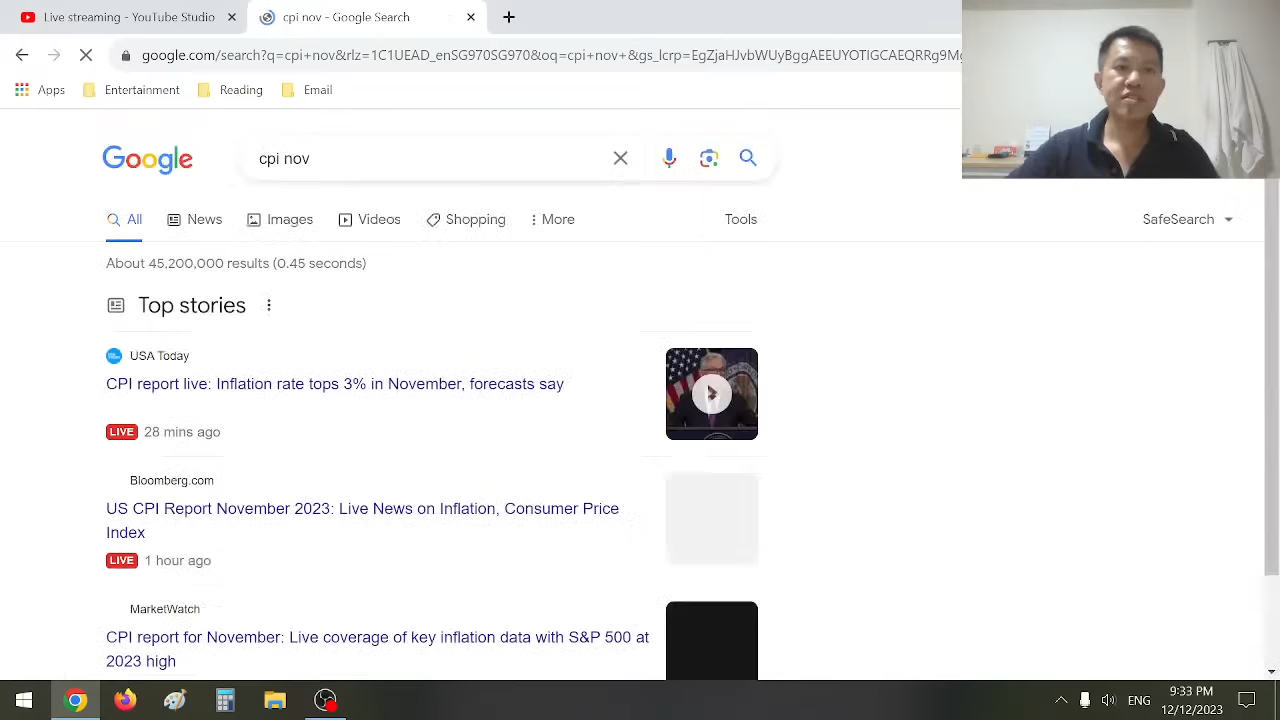 Live streaming - YouTube Studio
cpi nov - Google Search
google.com/search?q=cpi+nov&rlz=1C1UEAD_enSG970SG970&oq=cpi+nov+&gs_lcrp=EgZjaHJvbWUyBggAEEUYOTIGCAEQRRg9Mg
Apps
Entertainment
Reading
Email
Google
cpi nov
All
News
Images
Videos
Shopping
More
Tools
SafeSearch
About 45,200,000 results (0.45 seconds)
Top stories
USA Today
CPI report live: Inflation rate tops 3% in November, forecasts say
LIVE 28 mins ago
Bloomberg.com
US CPI Report November 2023: Live News on Inflation, Consumer Price
Index
LIVE 1 hour ago
MarketWatch
CPI report for November: Live coverage of key inflation data with S&P 500 at
2023 high
ENG
9:33 PM
12/12/2023